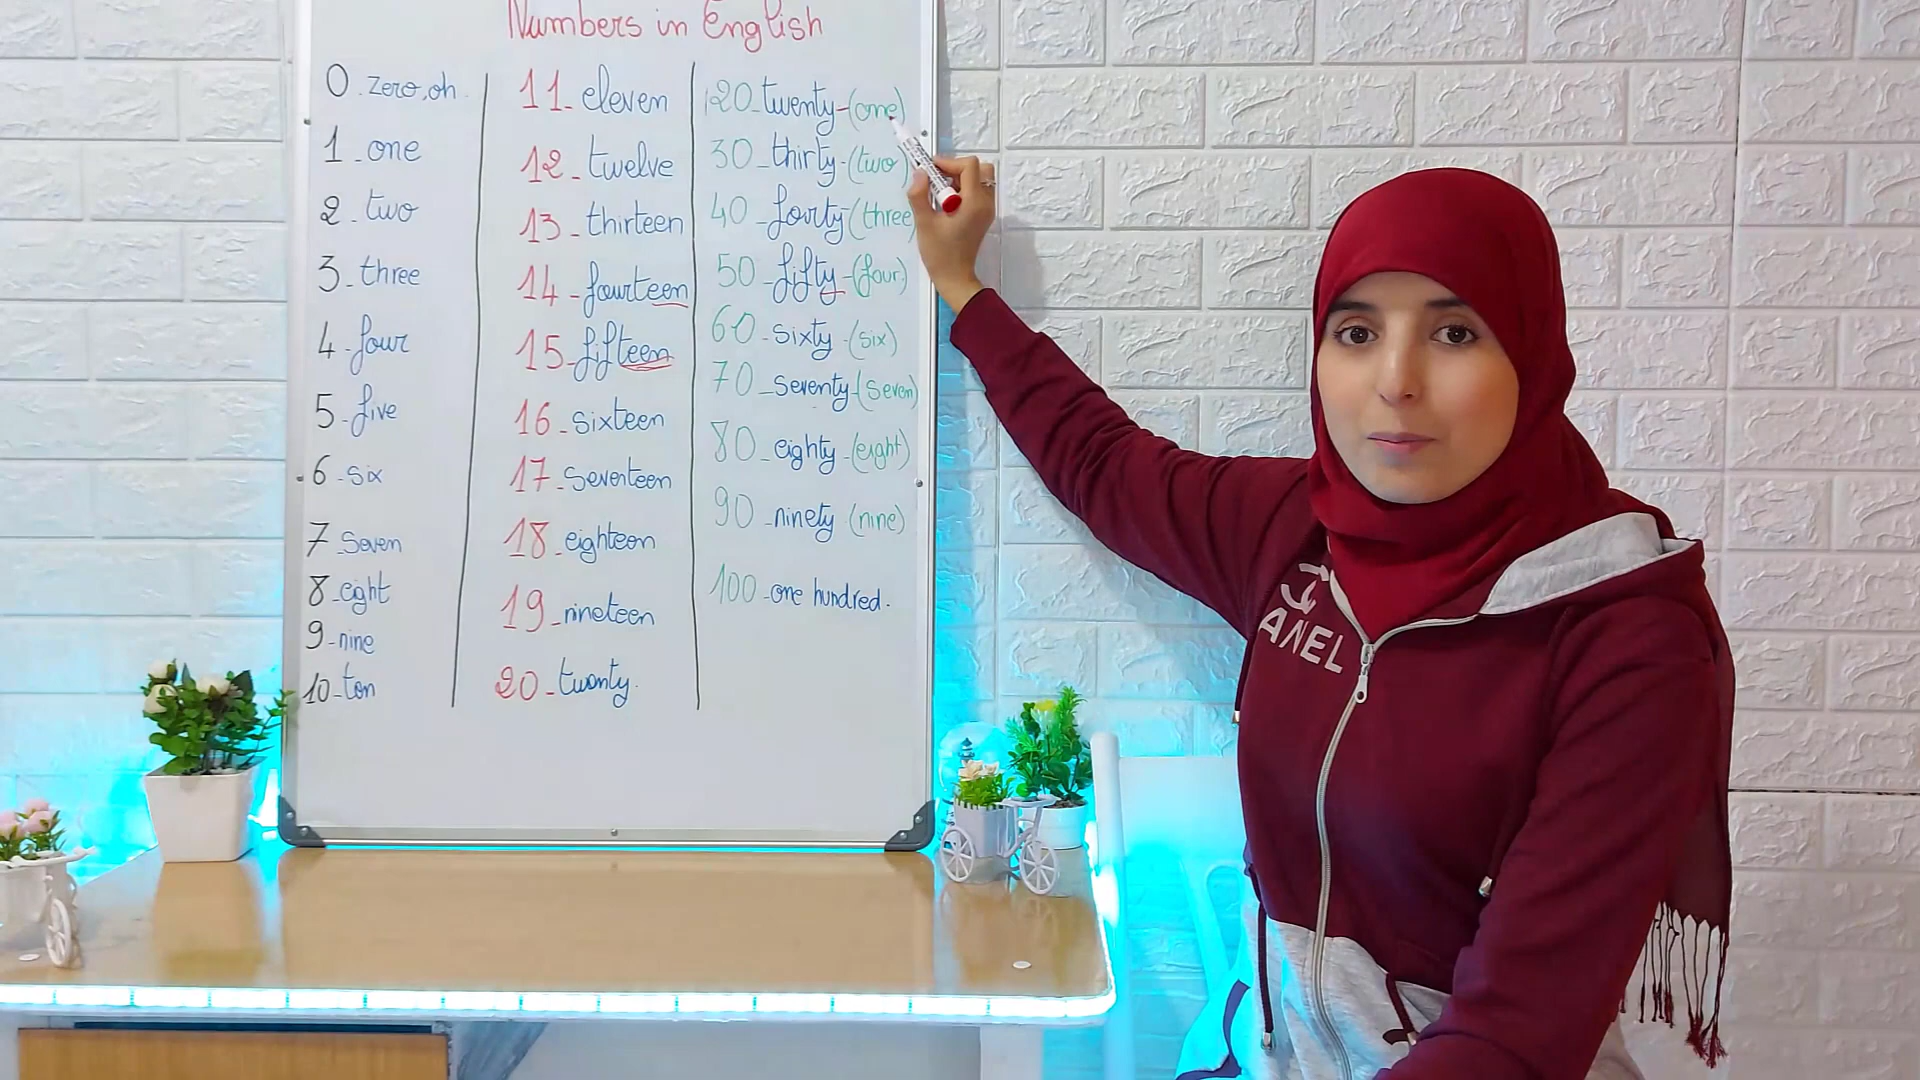 Numbers in English
0 - zero, oh
1 - one
2 - two
3 - three
4 - four
5 - five
6 - six
7 - seven
8 - eight
9 - nine
10 - ten
11 - eleven
12 - twelve
13 - thirteen
14 - fourteen
15 - fifteen
16 - sixteen
17 - seventeen
18 - eighteen
19 - nineteen
20 - twenty.
20 - twenty - (one)
30 - thirty - (two)
40 - fourty (three
50 - fifty - (four)
60 - sixty - (six)
70 - seventy - (seven)
80 - eighty - (eight)
90 - ninety (nine)
100 - one hundred.
ANEL